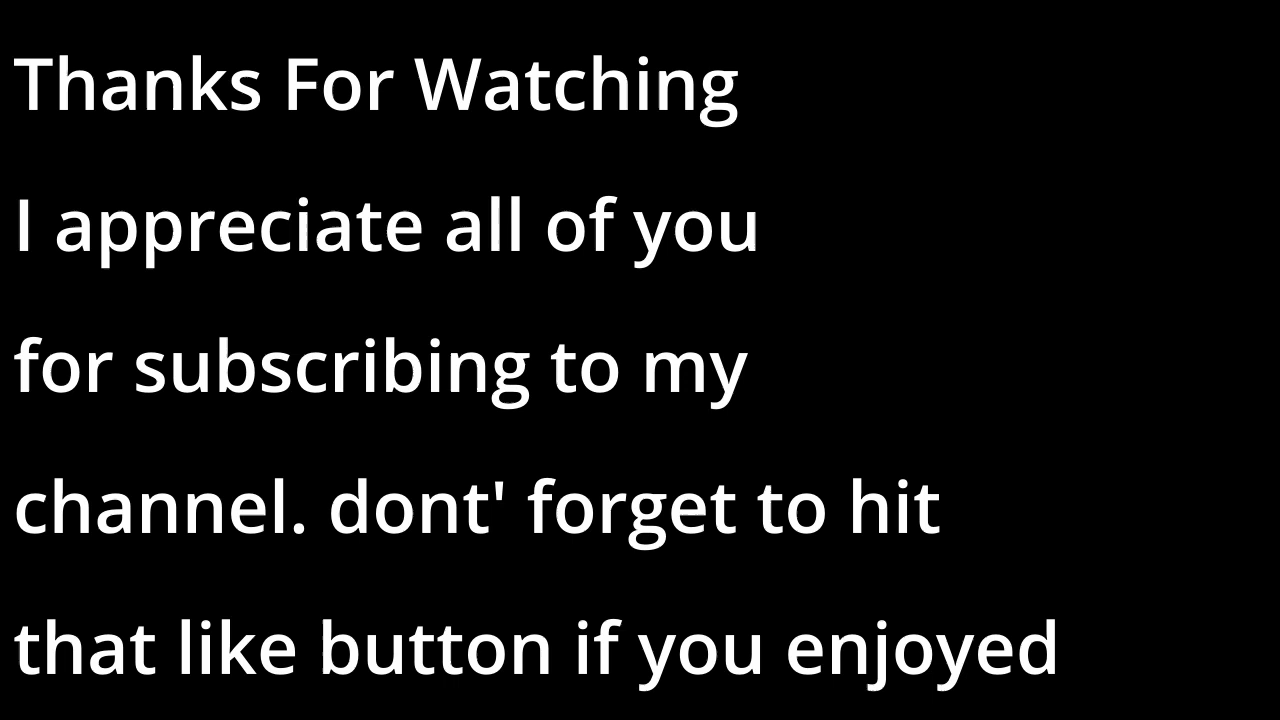 Thanks For Watching
I appreciate all of you
for subscribing to my
channel. dont' forget to hit
that like button if you enjoyed